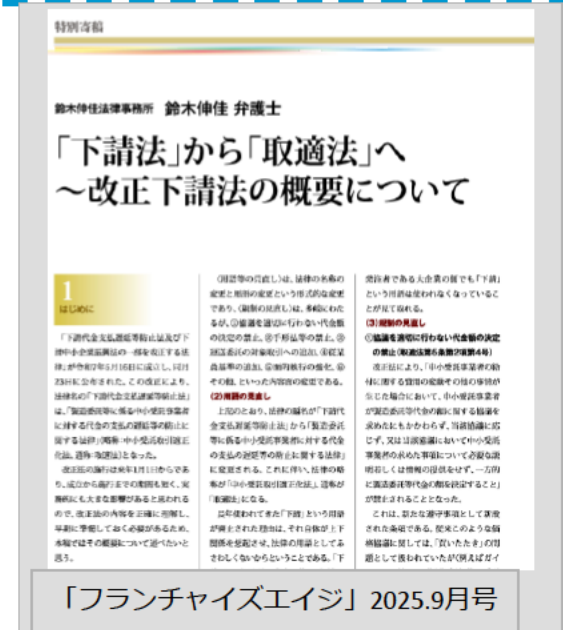 特別寄稿
鈴木伸佳法律事務所 鈴木伸佳 弁護士
「下請法」から「取適法」へ
～改正下請法の概要について
1
はじめに
「下請代金支払遅延等防止法及び下
請中小企業振興法の一部を改正する法
律」が令和7年5月16日に成立し、同月
23日に公布された。この改正により、
法律名の「下請代金支払遅延等防止法」
は、「製造委託等に係る中小受託事業者
に対する代金の支払の遅延等の防止に
関する法律」(略称：中小受託取引適正
化法、通称：取適法)となった。
改正法の施行は来年1月1日からであ
り、成立から施行までの期間も短く、実
務的にも大きな影響があると思われる
ので、改正法の内容を正確に理解し、
早期に準備しておく必要があるため、
本稿ではその概要について述べたいと
思う。
(用語等の見直し)は、法律の名称の
変更と用語の変更という形式的な変更
であり、(規制の見直し)は、多岐にわた
るが、①協議を適切に行わない代金額
の決定の禁止、②手形払等の禁止、③
運送委託の対象取引への追加、④従業
員基準の追加、⑤面的執行の強化、⑥
その他、といった内容面の変更である。
(2)用語の見直し
上記のとおり、法律の題名が「下請代
金支払遅延等防止法」から「製造委託
等に係る中小受託事業者に対する代金
の支払の遅延等の防止に関する法律」
に変更される。これに伴い、法律の略
称が「中小受託取引適正化法」、通称が
「取適法」になる。
長年使われてきた「下請」という用語
が廃止された理由は、それ自体が上下
関係を想起させ、法律の用語としてふ
さわしくないからということである。「下
発注者である大企業の側でも「下請」
という用語は使われなくなっているこ
とが見て取れる。
(3)規制の見直し
①協議を適切に行わない代金額の決定
の禁止(取適法第5条第2項第4号)
改正法により、「中小受託事業者の給
付に関する費用の変動その他の事情が
生じた場合において、中小受託事業者
が製造委託等代金の額に関する協議を
求めたにもかかわらず、当該協議に応
じず、又は当該協議において中小受託
事業者の求めた事項について必要な説
明若しくは情報の提供をせず、一方的
に製造委託等代金の額を決定すること」
が禁止されることとなった。
これは、新たな遵守事項として新設
された条項である。従来このような価
格協議に関しては、「買いたたき」の問
題として扱われていたが(例えばガイ
「フランチャイズエイジ」2025.9月号